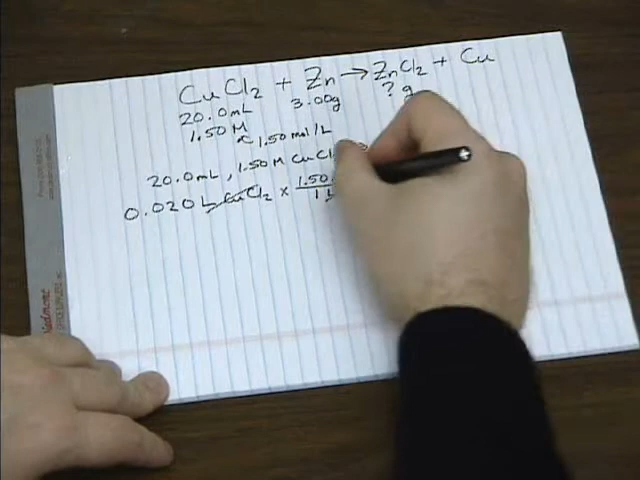 CuCl₂ + Zn → ZnCl₂ + Cu
20.0mL 3.00g ? g
1.50 M
1.50 mol/L
20.0mL, 1.50 M CuCl
0.020 L CuCl₂ x 1.50
1 L